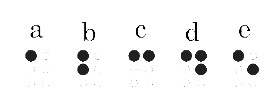 a b c d e
⠁ ⠃ ⠉ ⠙ ⠑